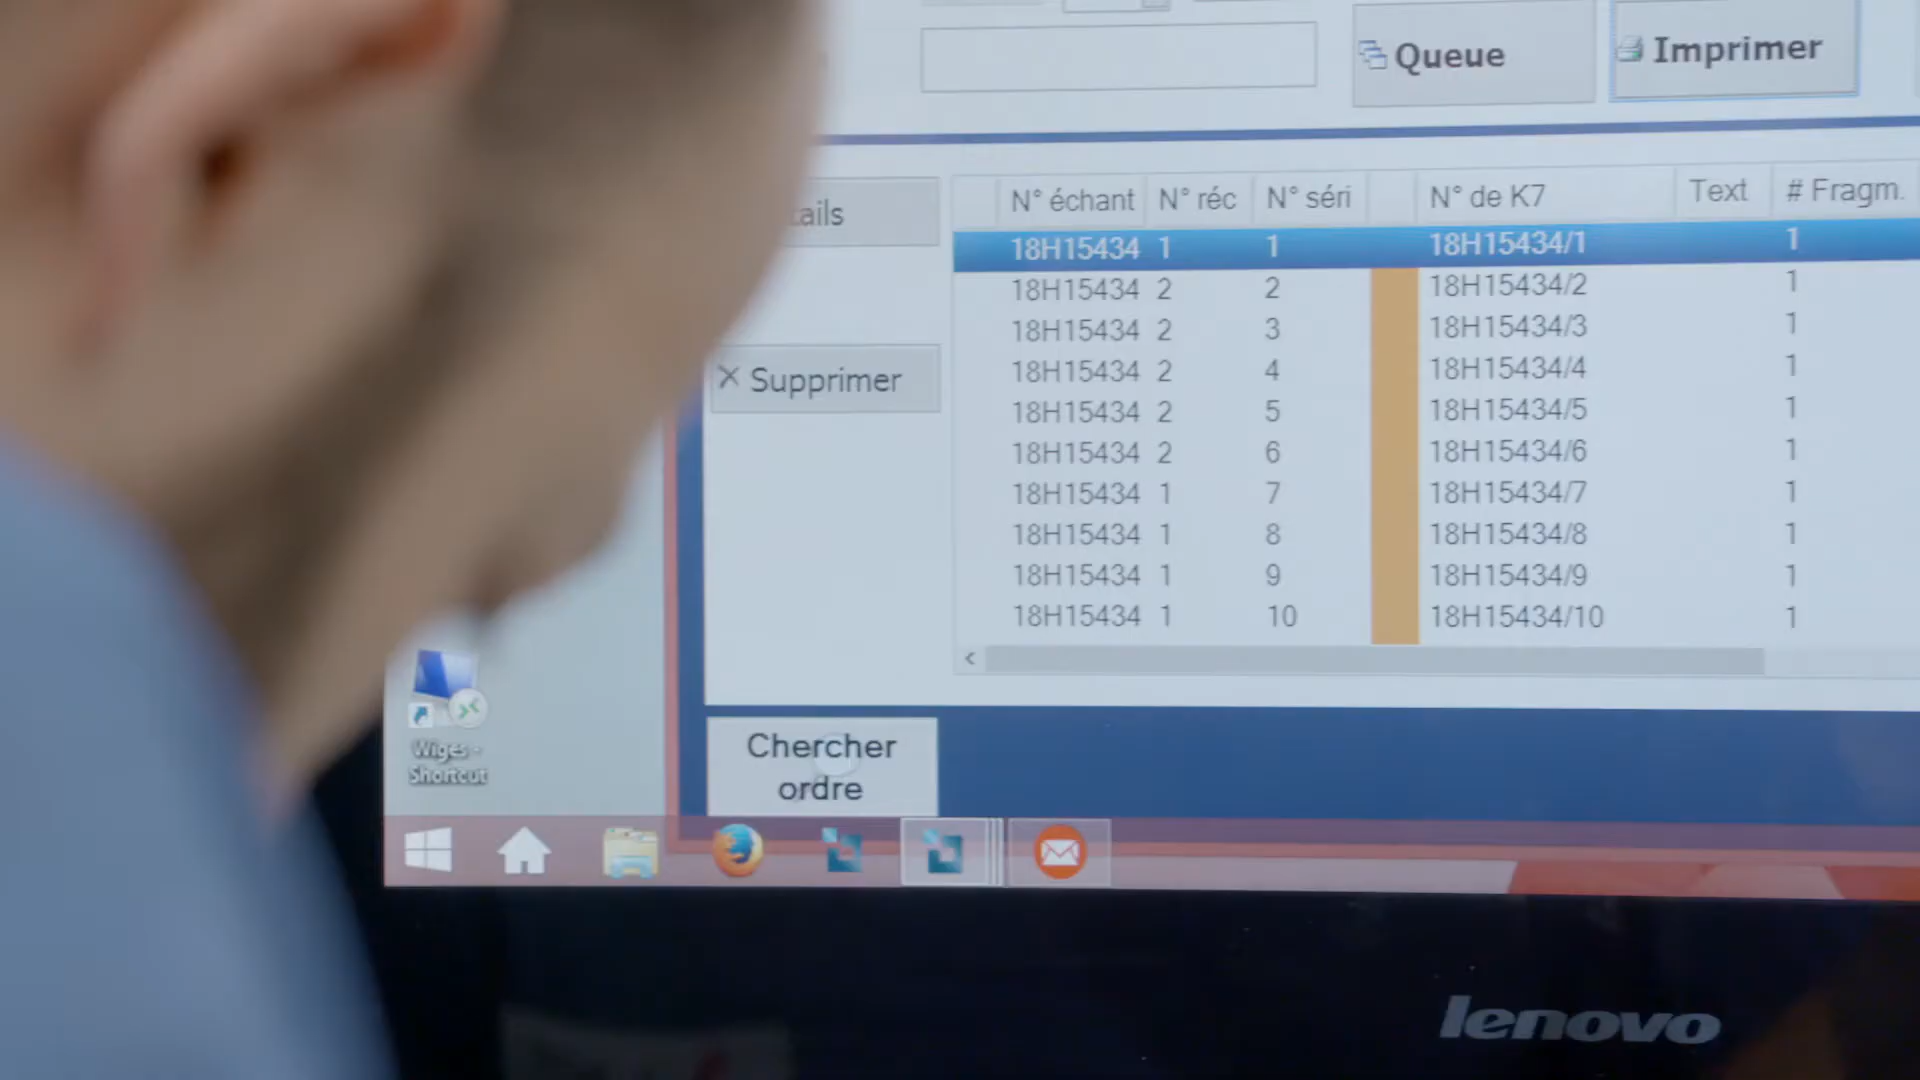 Queue
Imprimer
tails
N° échant N° réc N° séri N° de K7 Text # Fragm.
18H15434 1 1 18H15434/1 1
18H15434 2 2 18H15434/2 1
18H15434 2 3 18H15434/3 1
18H15434 2 4 18H15434/4 1
18H15434 2 5 18H15434/5 1
18H15434 2 6 18H15434/6 1
18H15434 1 7 18H15434/7 1
18H15434 1 8 18H15434/8 1
18H15434 1 9 18H15434/9 1
18H15434 1 10 18H15434/10 1
Supprimer
Chercher
ordre
Wiges -
Shortcut
lenovo